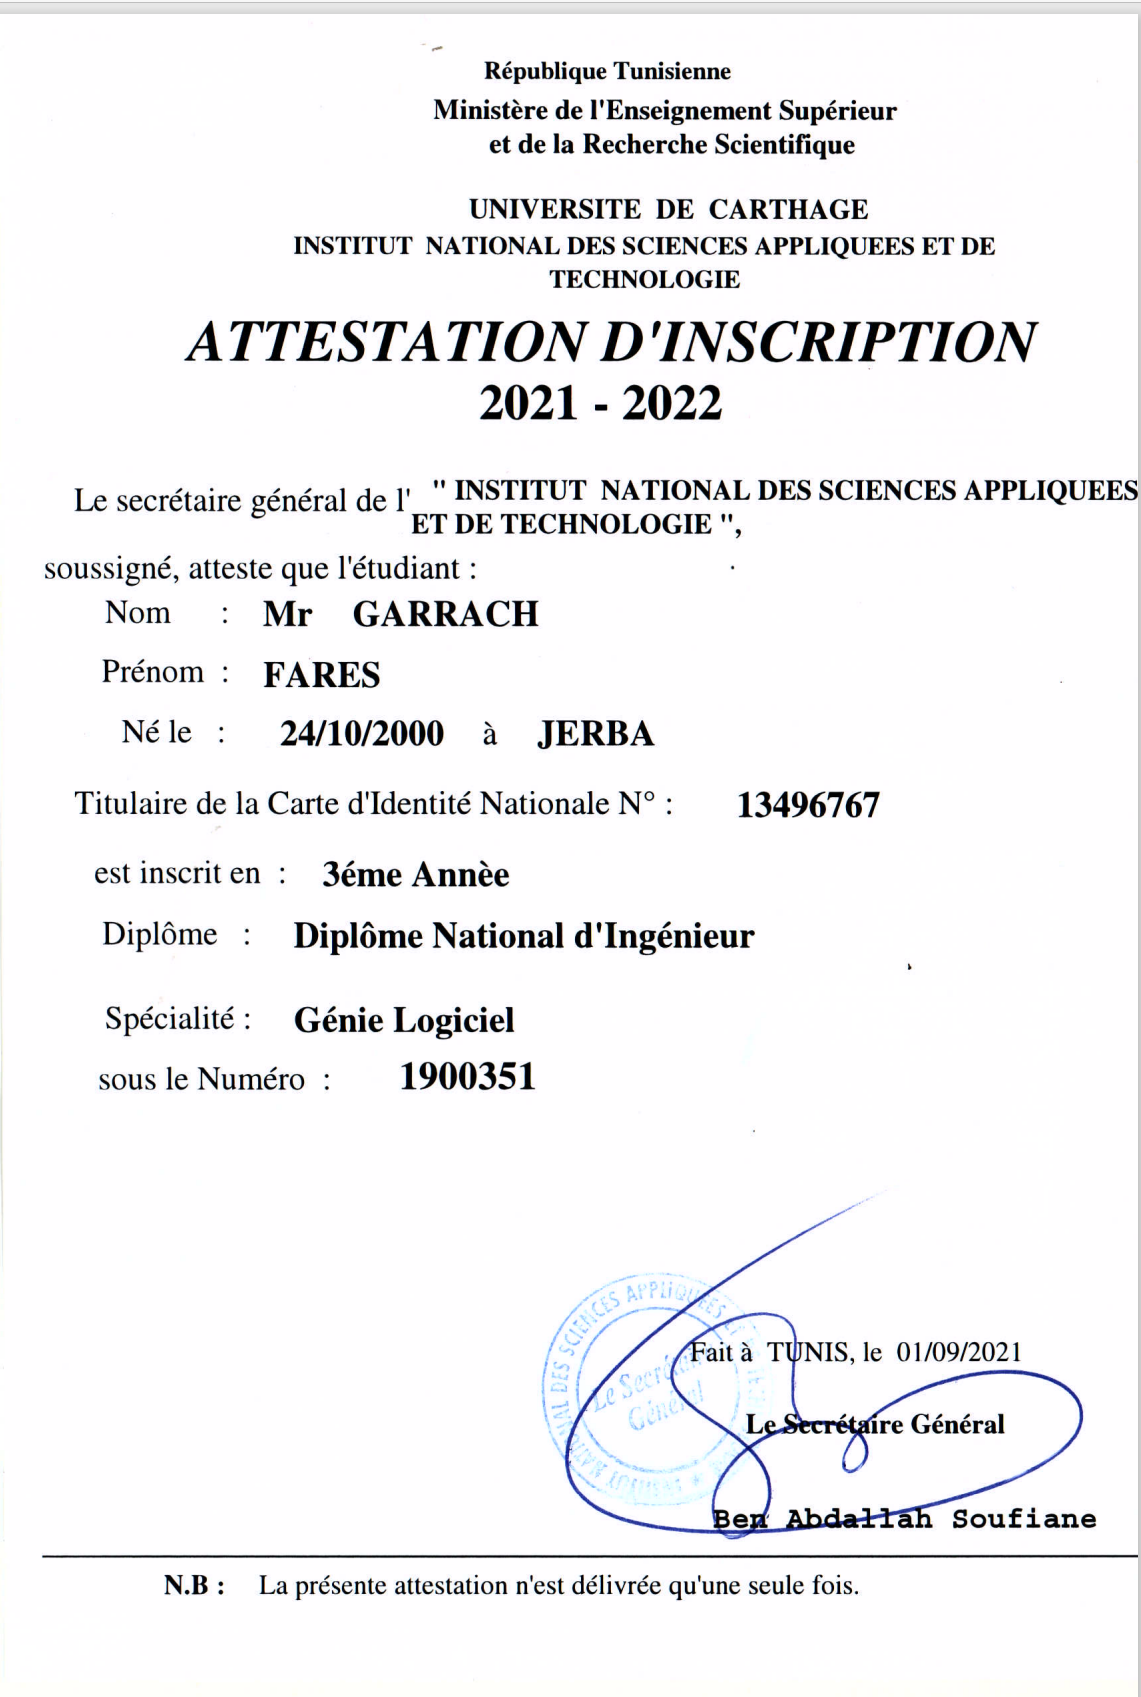 République Tunisienne
Ministère de l'Enseignement Supérieur
et de la Recherche Scientifique
UNIVERSITE DE CARTHAGE
INSTITUT NATIONAL DES SCIENCES APPLIQUEES ET DE
TECHNOLOGIE
ATTESTATION D'INSCRIPTION
2021 - 2022
Le secrétaire général de l' " INSTITUT NATIONAL DES SCIENCES APPLIQUEES
ET DE TECHNOLOGIE ",
soussigné, atteste que l'étudiant :
Nom : Mr GARRACH
Prénom : FARES
Né le : 24/10/2000 à JERBA
Titulaire de la Carte d'Identité Nationale N° : 13496767
est inscrit en : 3éme Annèe
Diplôme : Diplôme National d'Ingénieur
Spécialité : Génie Logiciel
sous le Numéro : 1900351
NATIONAL DES SCIENCES APPLIQUEES
Le Secrétaire
Général
Fait à TUNIS, le 01/09/2021
Le Secrétaire Général
Ben Abdallah Soufiane
N.B : La présente attestation n'est délivrée qu'une seule fois.